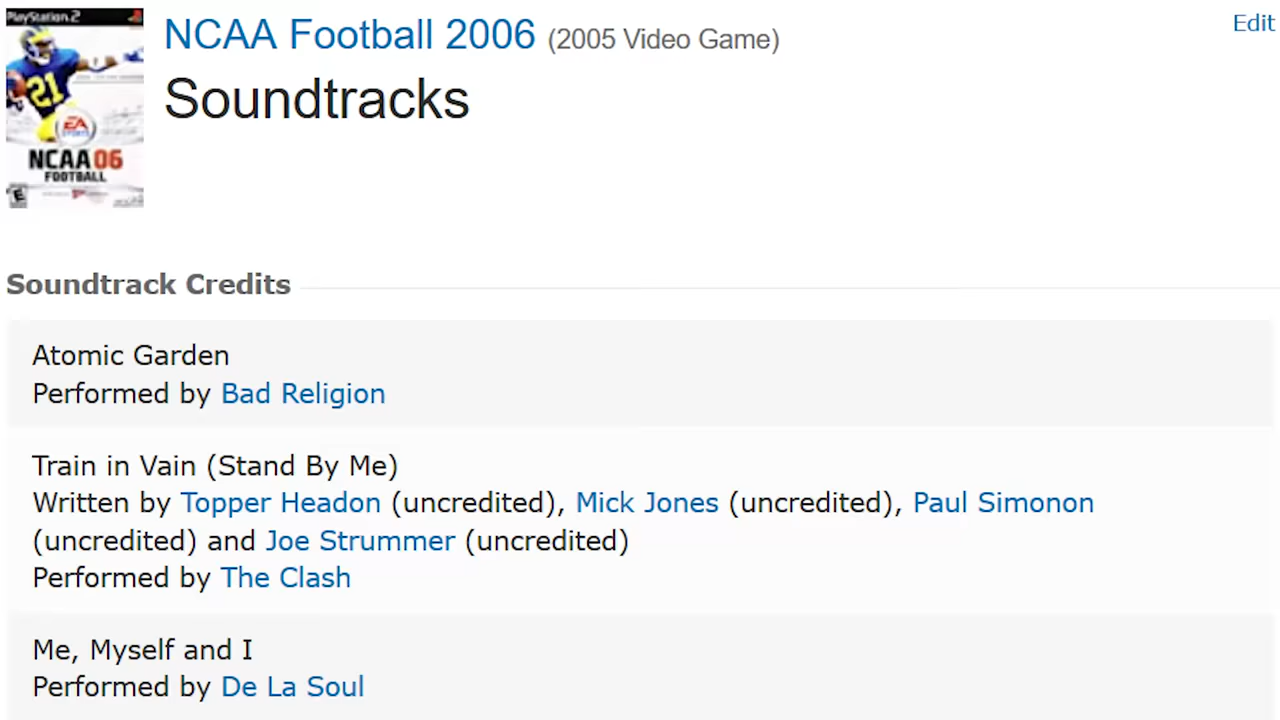 PlayStation 2
NCAA Football 2006 (2005 Video Game)
Edit
Soundtracks
21
EA
SPORTS
NCAA 06
FOOTBALL
E
Soundtrack Credits
Atomic Garden
Performed by Bad Religion
Train in Vain (Stand By Me)
Written by Topper Headon (uncredited), Mick Jones (uncredited), Paul Simonon
(uncredited) and Joe Strummer (uncredited)
Performed by The Clash
Me, Myself and I
Performed by De La Soul